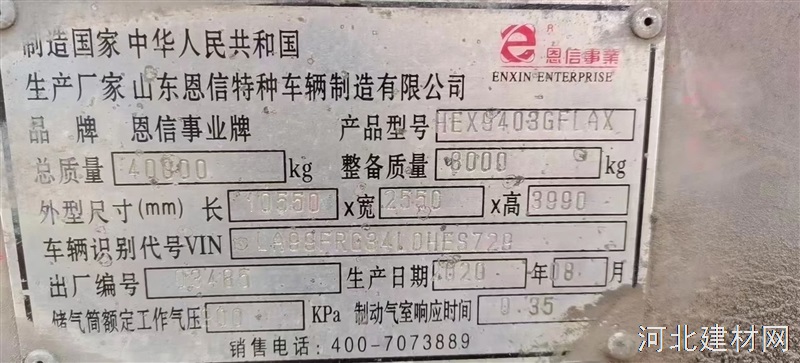 制造国家 中华人民共和国
恩信事業
ENXIN ENTERPRISE
生产厂家 山东恩信特种车辆制造有限公司
品 牌 恩信事业牌 产品型号 HEX9403GFLAX
总质量 40000 kg 整备质量 8000 kg
外型尺寸(mm) 长 10550 x宽 2550 x高 3990
车辆识别代号VIN
出厂编号 生产日期 2020 年 08 月
储气筒额定工作气压 KPa 制动气室响应时间 0.35
销售电话:400-7073889
河北建材网